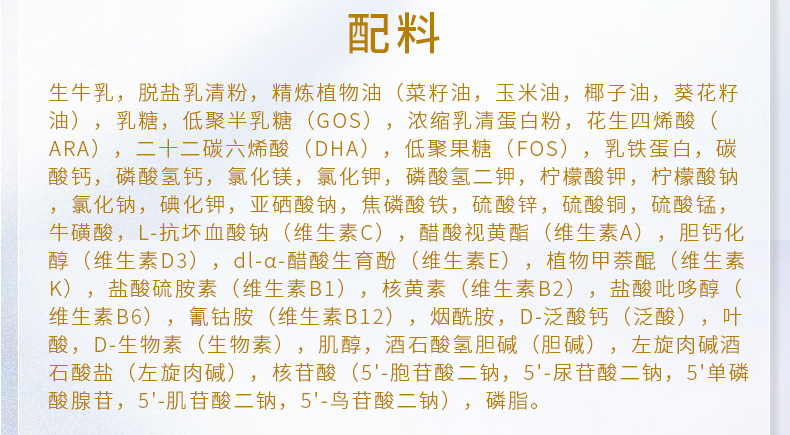 配料
生牛乳，脱盐乳清粉，精炼植物油（菜籽油，玉米油，椰子油，葵花籽
油），乳糖，低聚半乳糖（GOS），浓缩乳清蛋白粉，花生四烯酸（
ARA），二十二碳六烯酸（DHA），低聚果糖（FOS），乳铁蛋白，碳
酸钙，磷酸氢钙，氯化镁，氯化钾，磷酸氢二钾，柠檬酸钾，柠檬酸钠
，氯化钠，碘化钾，亚硒酸钠，焦磷酸铁，硫酸锌，硫酸铜，硫酸锰，
牛磺酸，L-抗坏血酸钠（维生素C），醋酸视黄酯（维生素A），胆钙化
醇（维生素D3），dl-α-醋酸生育酚（维生素E），植物甲萘醌（维生素
K），盐酸硫胺素（维生素B1），核黄素（维生素B2），盐酸吡哆醇（
维生素B6），氰钴胺（维生素B12），烟酰胺，D-泛酸钙（泛酸），叶
酸，D-生物素（生物素），肌醇，酒石酸氢胆碱（胆碱），左旋肉碱酒
石酸盐（左旋肉碱），核苷酸（5'-胞苷酸二钠，5'-尿苷酸二钠，5'单磷
酸腺苷，5'-肌苷酸二钠，5'-鸟苷酸二钠），磷脂。